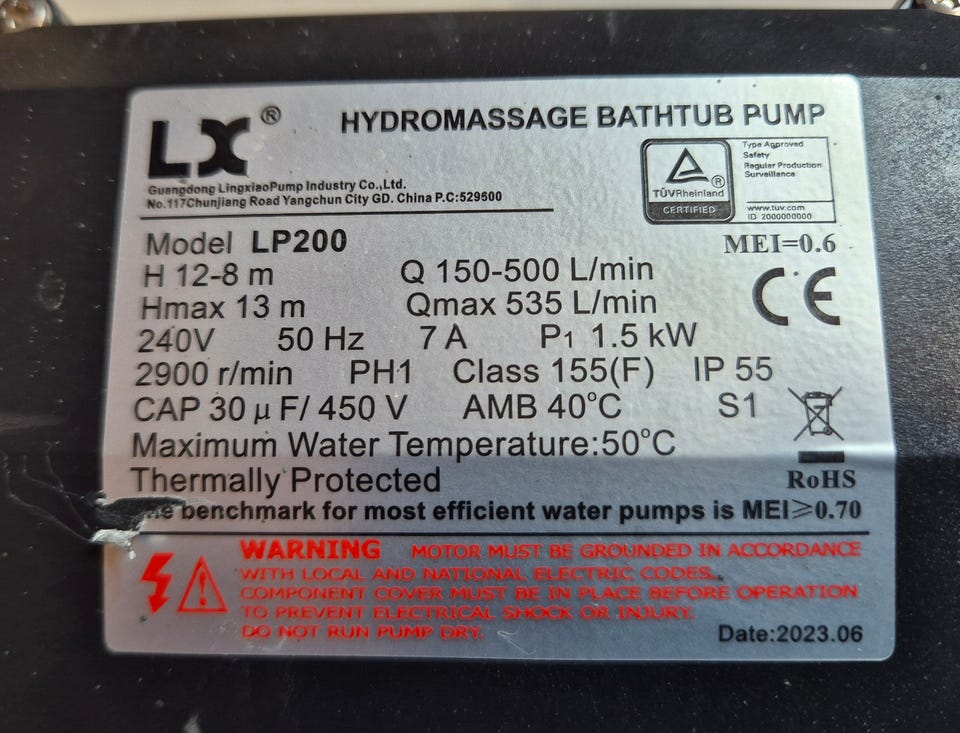 LX®
HYDROMASSAGE BATHTUB PUMP
Guangdong LingxiaoPump Industry Co.,Ltd.
No.117Chunjiang Road Yangchun City GD. China P.C:529600
TÜVRheinland
CERTIFIED
Type Approved
Safety
Regular Production
Surveillance
www.tuv.com
ID 2000000000
Model LP200
MEI=0.6
H 12-8 m Q 150-500 L/min
Hmax 13 m Qmax 535 L/min
CE
240V 50 Hz 7 A P1 1.5 kW
2900 r/min PH1 Class 155(F) IP 55
CAP 30 μF/ 450 V AMB 40°C S1
Maximum Water Temperature:50°C
Thermally Protected
RoHS
benchmark for most efficient water pumps is MEI≥0.70
WARNING MOTOR MUST BE GROUNDED IN ACCORDANCE
WITH LOCAL AND NATIONAL ELECTRIC CODES.
COMPONENT COVER MUST BE IN PLACE BEFORE OPERATION
TO PREVENT ELECTRICAL SHOCK OR INJURY.
DO NOT RUN PUMP DRY.
Date:2023.06